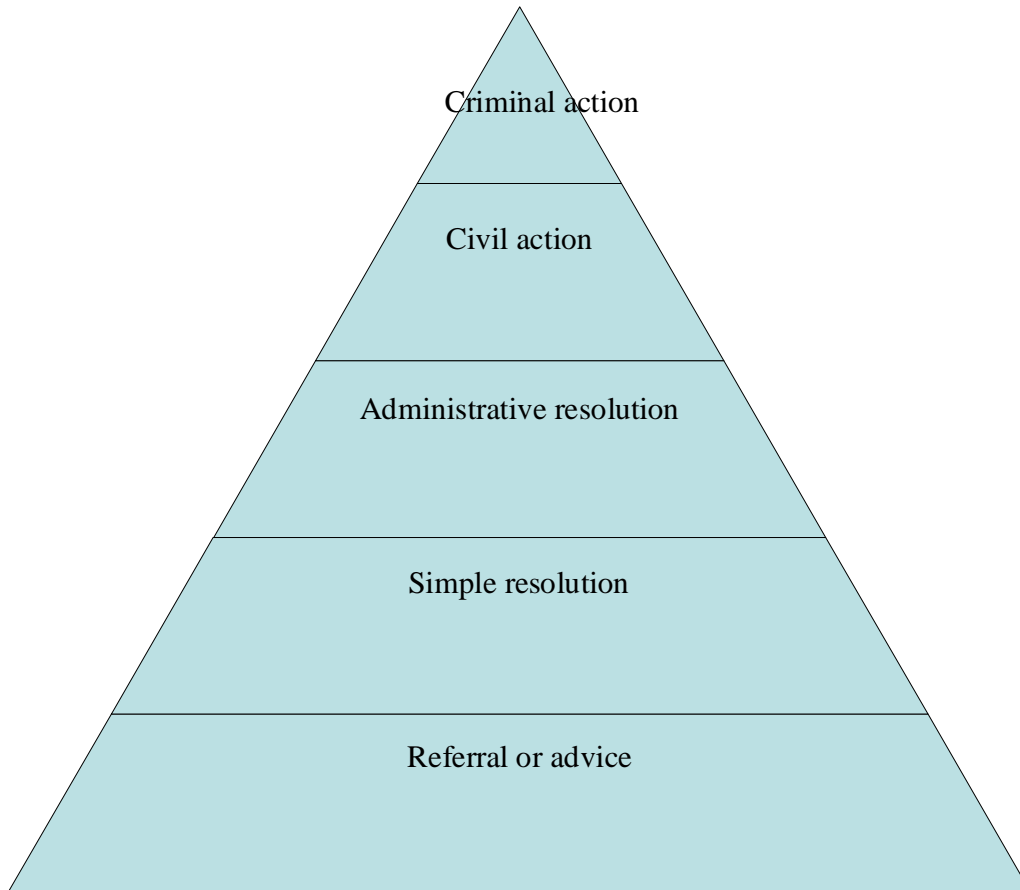 Criminal action
Civil action
Administrative resolution
Simple resolution
Referral or advice